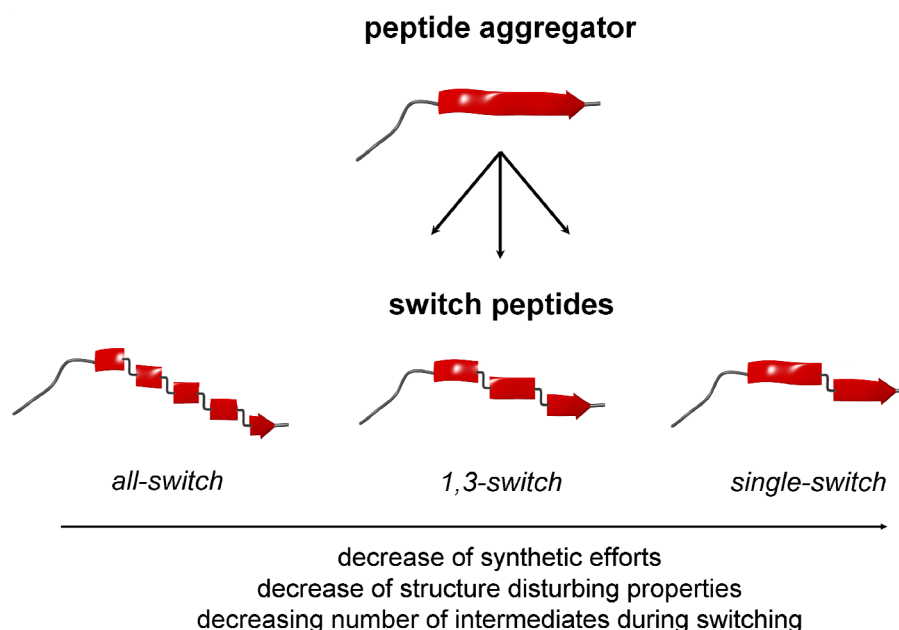 peptide aggregator
switch peptides
all-switch
1,3-switch
single-switch
decrease of synthetic efforts
decrease of structure disturbing properties
decreasing number of intermediates during switching